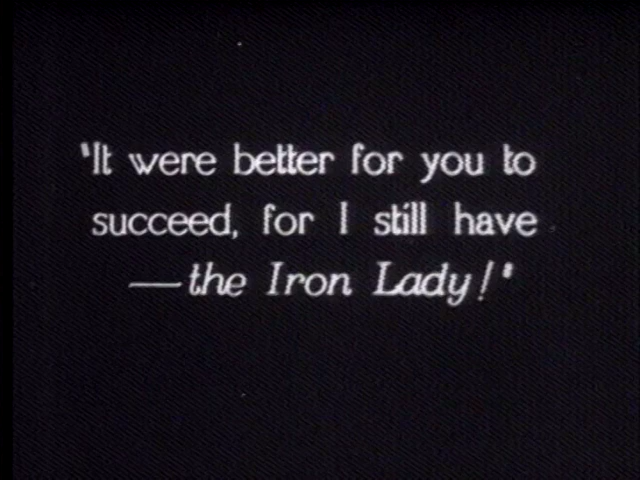 "It were better for you to
succeed, for I still have
—the Iron Lady!"